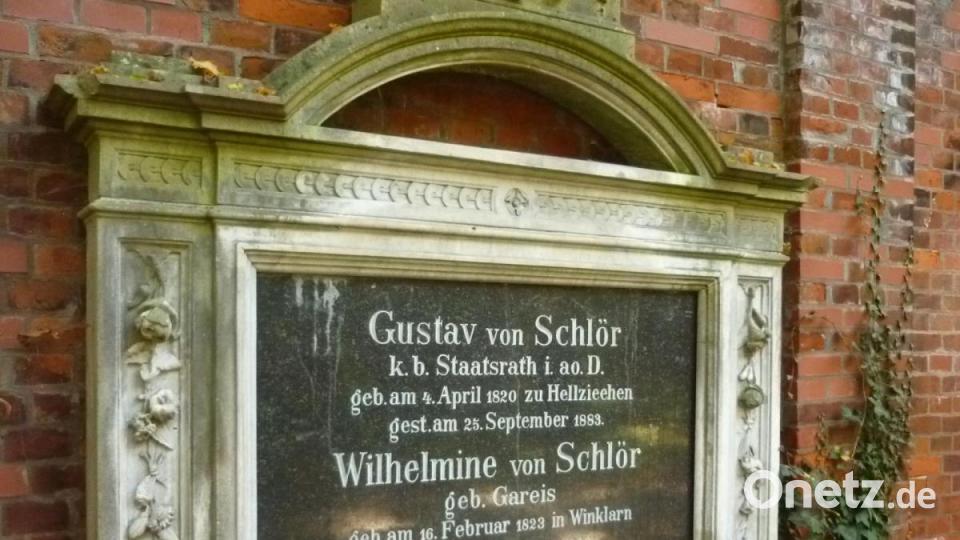 Gustav von Schlör
k. b. Staatsrath i. ao. D.
geb. am 4. April 1820 zu Hellzieehen
gest. am 25. September 1883.
Wilhelmine von Schlör
geb. Gareis
geb am 16. Februar 1823 in Winklarn
Onetz.de